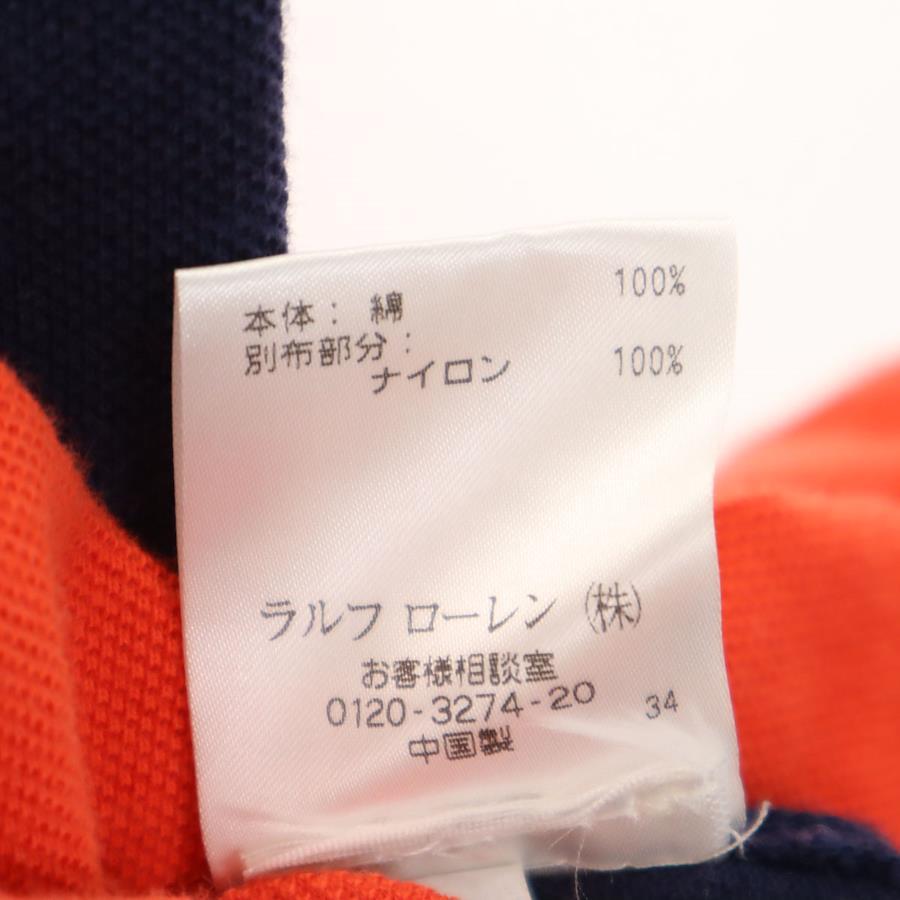 本体: 綿 100%
別布部分:
ナイロン 100%
ラルフ ローレン ㈱
お客様相談室
0120-3274-20 34
中国製